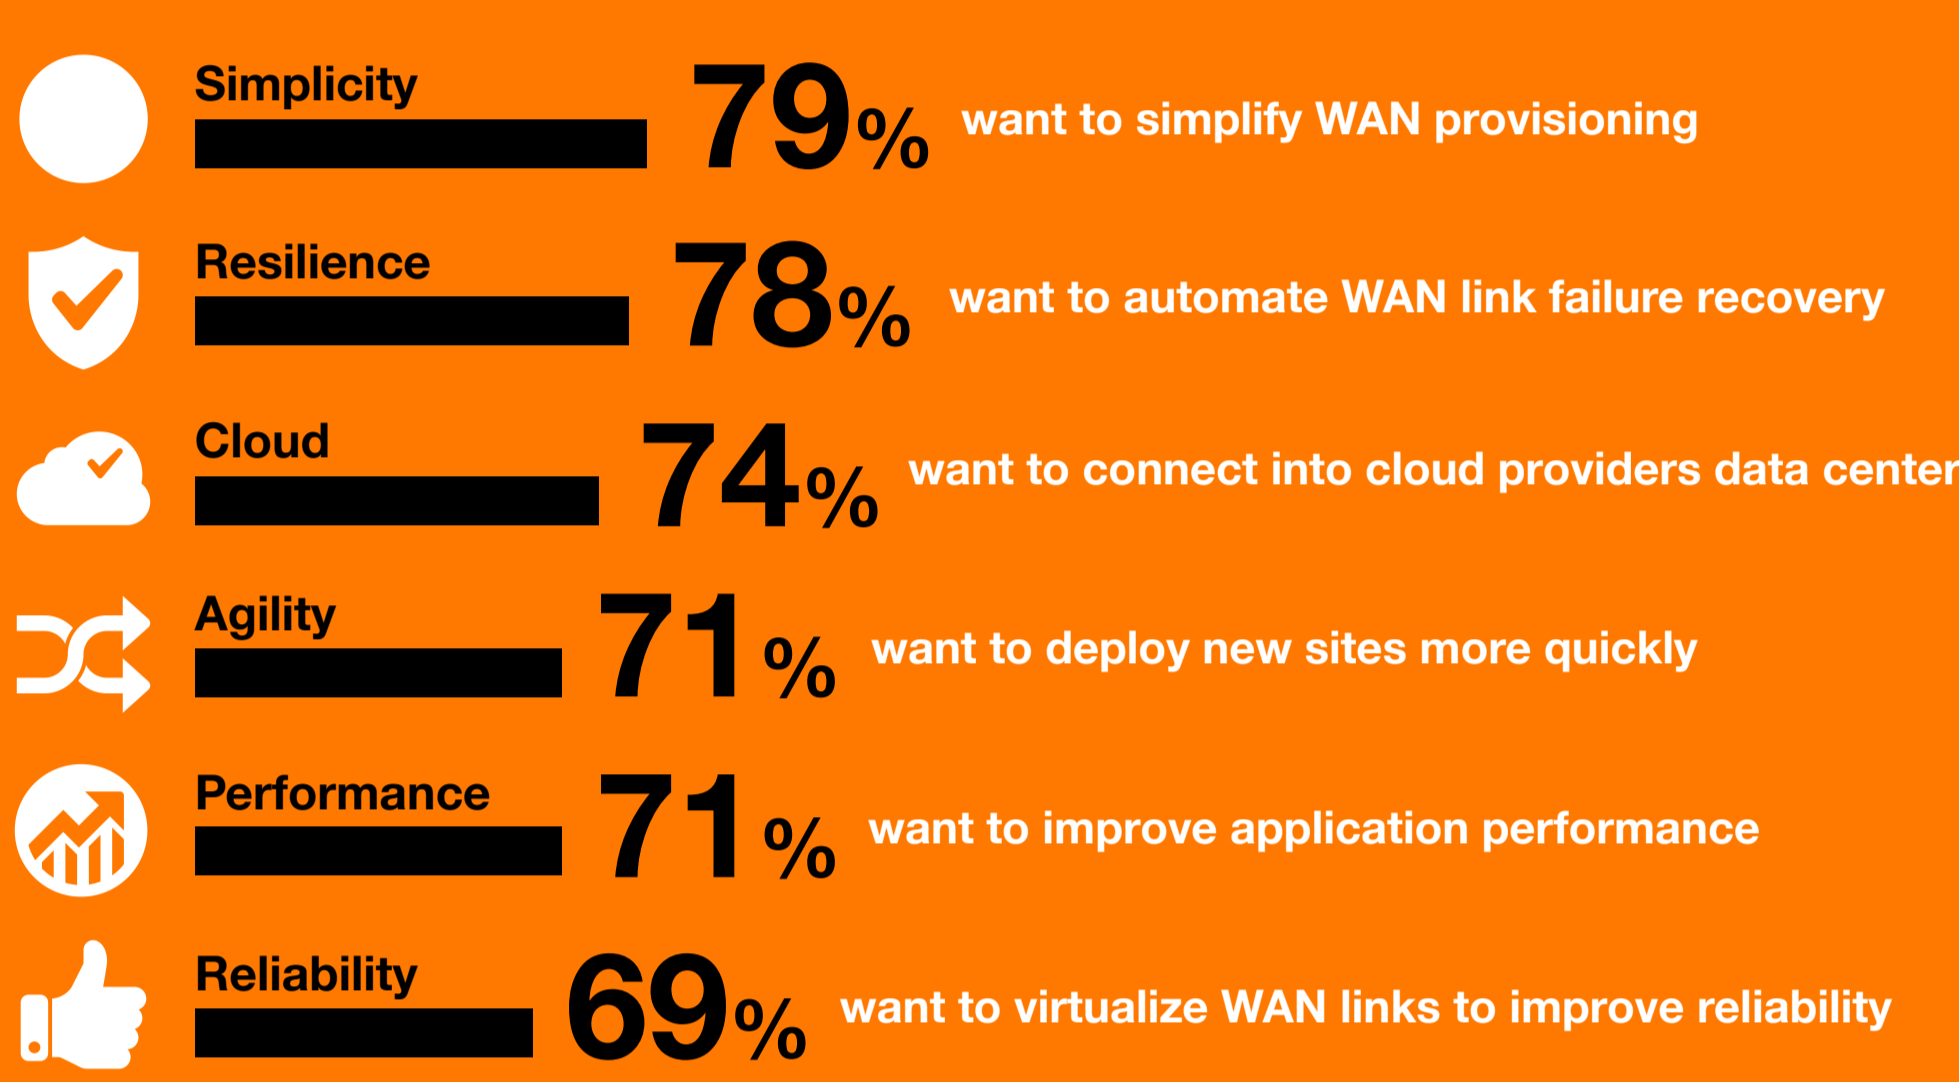 Simplicity
79% want to simplify WAN provisioning
Resilience
78% want to automate WAN link failure recovery
Cloud
74% want to connect into cloud providers data center
Agility
71% want to deploy new sites more quickly
Performance
71% want to improve application performance
Reliability
69% want to virtualize WAN links to improve reliability